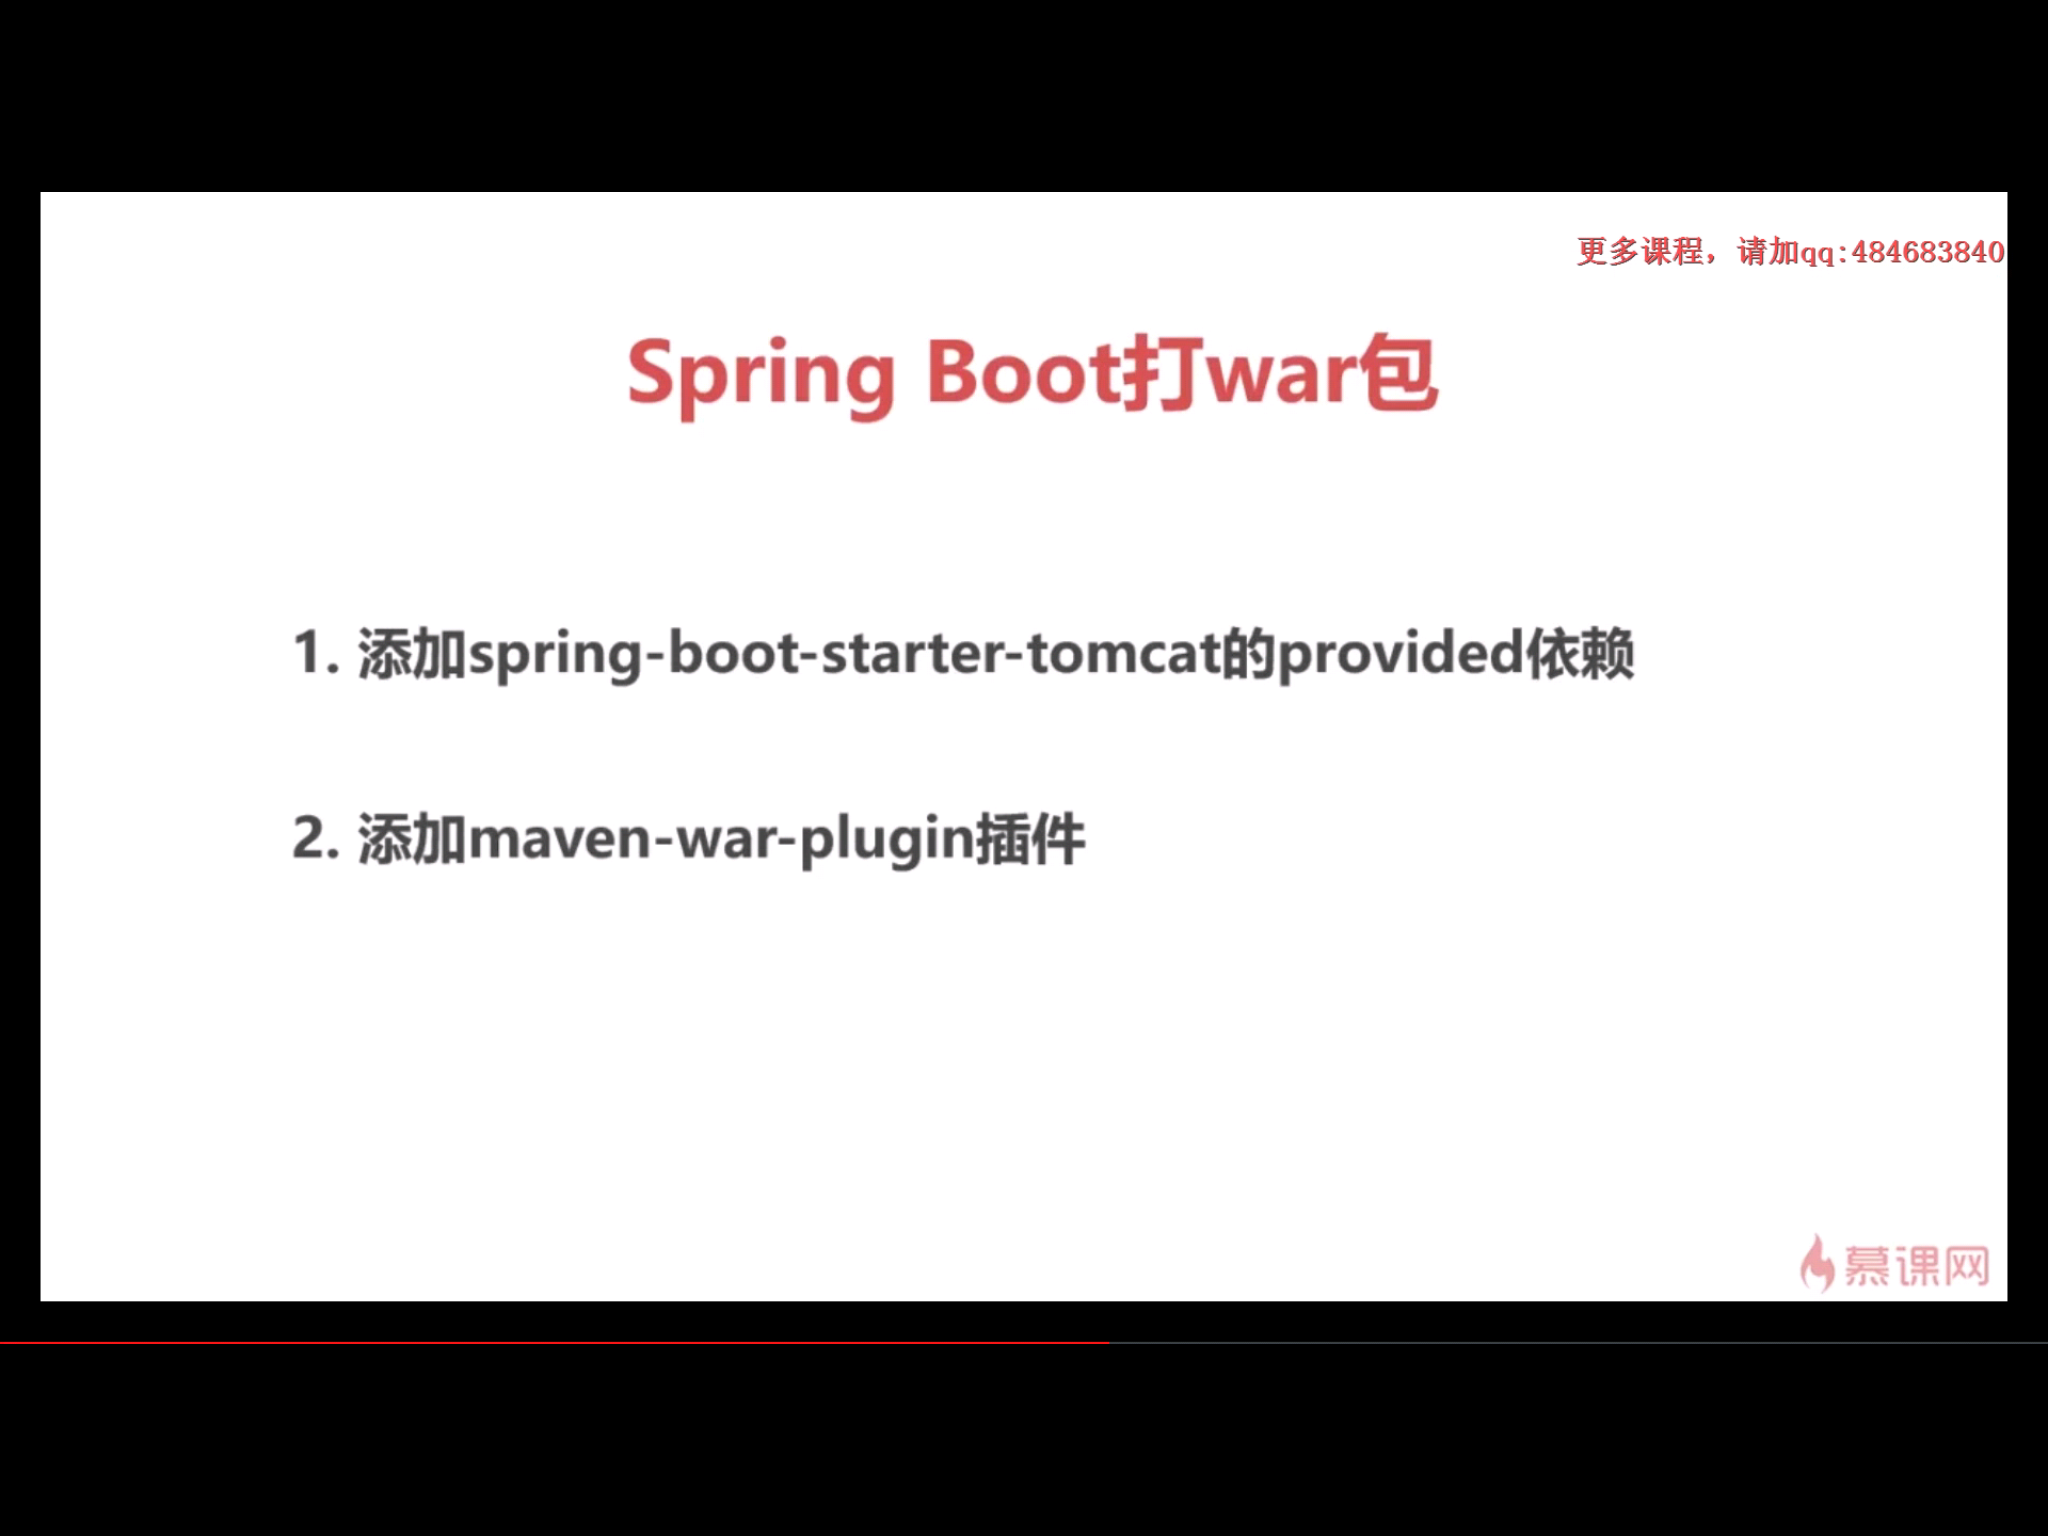 更多课程，请加qq:484683840
Spring Boot打war包
1. 添加spring-boot-starter-tomcat的provided依赖
2. 添加maven-war-plugin插件
慕课网